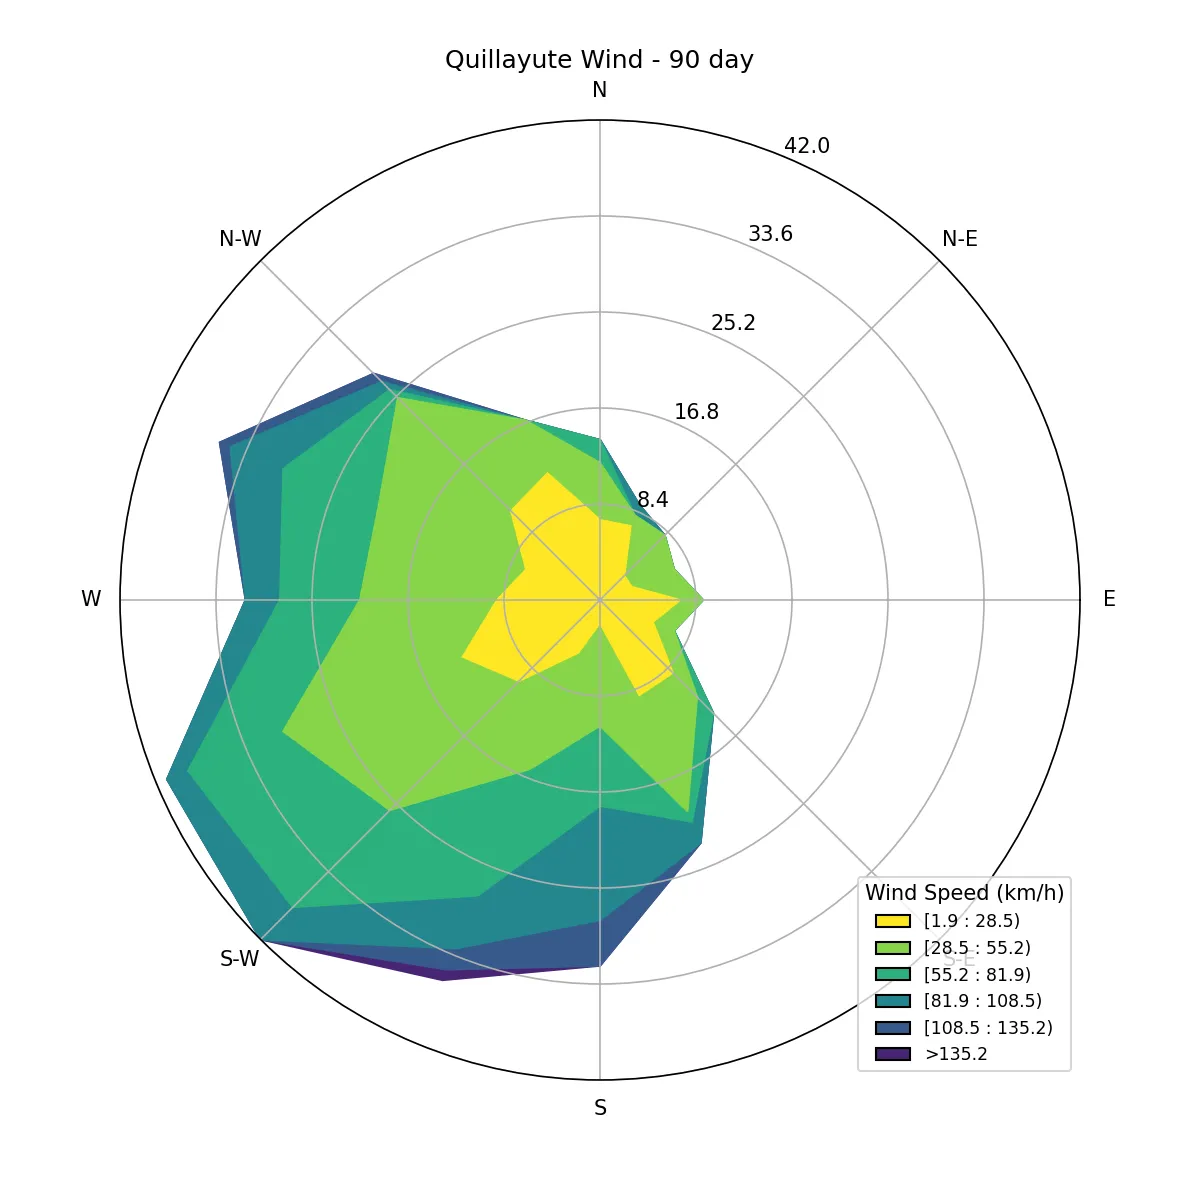 Quillayute Wind - 90 day
N
42.0
N-W
33.6
N-E
25.2
16.8
8.4
W
E
S-W
S-E
Wind Speed (km/h)
[1.9 : 28.5)
[28.5 : 55.2)
[55.2 : 81.9)
[81.9 : 108.5)
[108.5 : 135.2)
>135.2
S